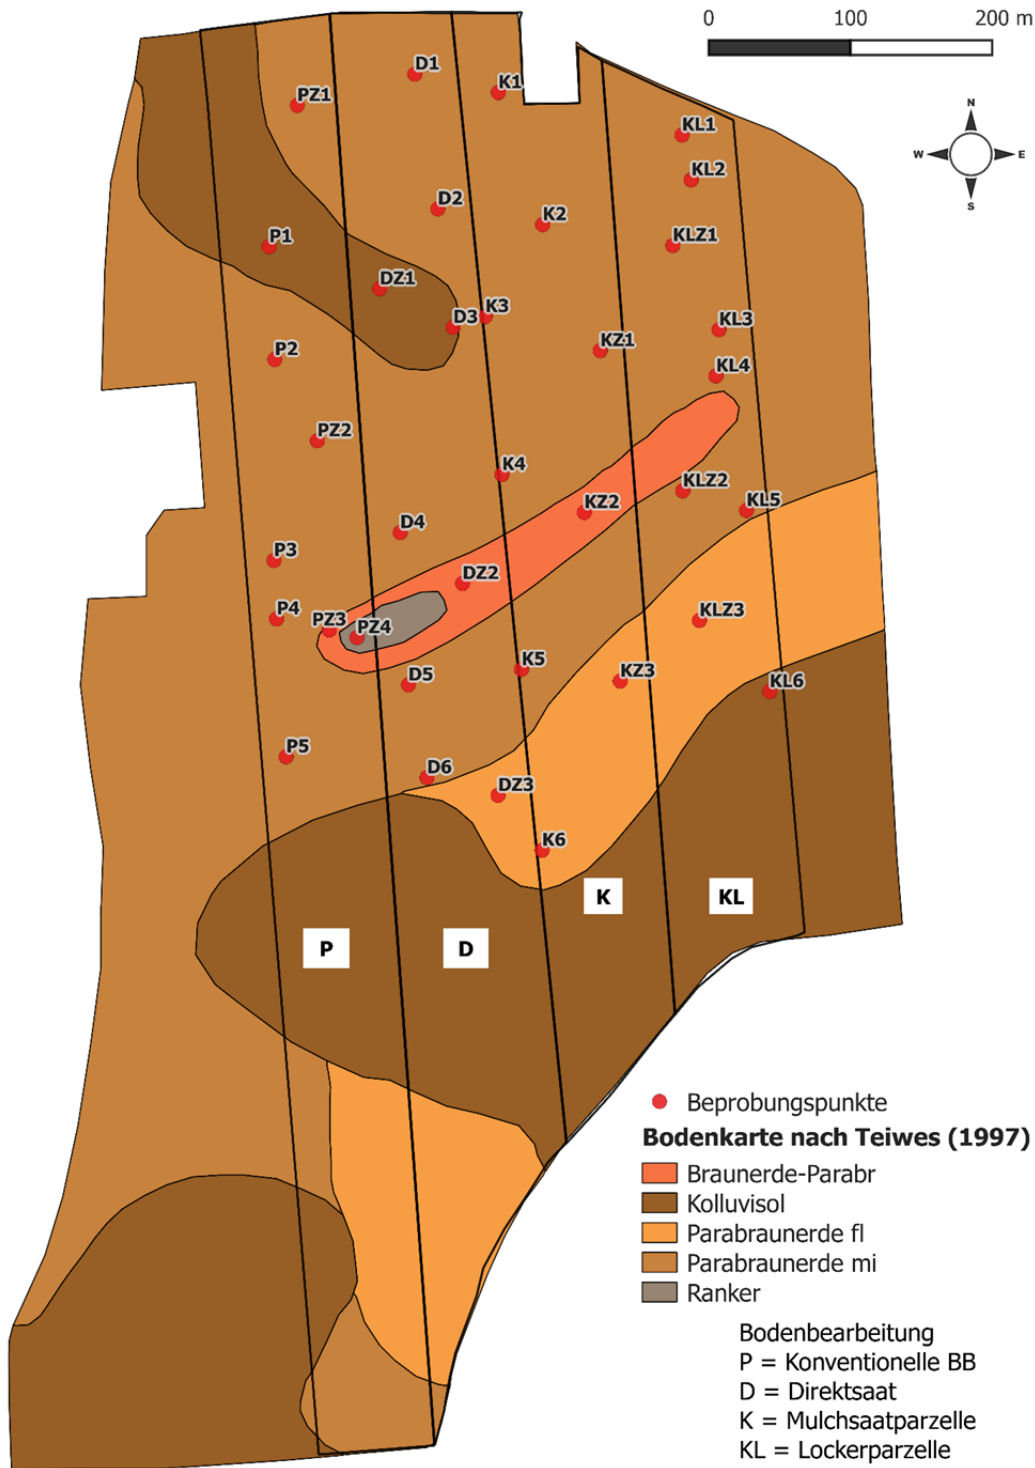 0 100 200 m
N
W E
S
D1
K1
PZ1
KL1
KL2
D2
K2
P1
KLZ1
DZ1
D3
K3
KL3
KZ1
P2
KL4
PZ2
K4
KLZ2
KZ2
KL5
D4
P3
DZ2
P4
PZ3
PZ4
KLZ3
D5
K5
KZ3
KL6
P5
D6
DZ3
K6
K
KL
P
D
Beprobungspunkte
Bodenkarte nach Teiwes (1997)
Braunerde-Parabr
Kolluvisol
Parabraunerde fl
Parabraunerde mi
Ranker
Bodenbearbeitung
P = Konventionelle BB
D = Direktsaat
K = Mulchsaatparzelle
KL = Lockerparzelle